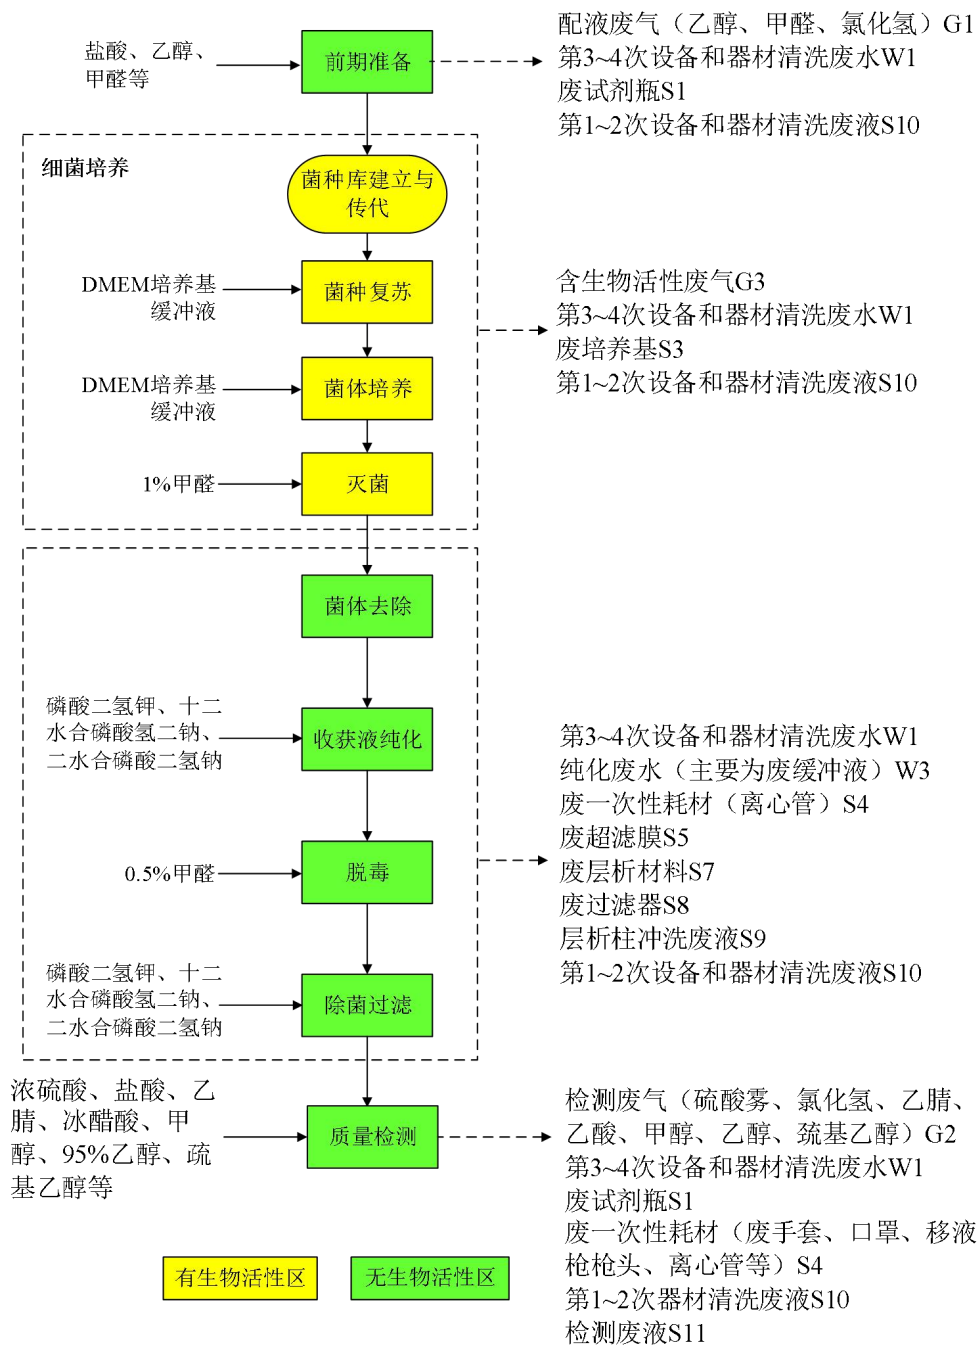 配液废气（乙醇、甲醛、氯化氢）G1
第3~4次设备和器材清洗废水W1
废试剂瓶S1
第1~2次设备和器材清洗废液S10
盐酸、乙醇、
甲醛等
前期准备
细菌培养
菌种库建立与
传代
DMEM培养基
缓冲液
菌种复苏
含生物活性废气G3
第3~4次设备和器材清洗废水W1
废培养基S3
第1~2次设备和器材清洗废液S10
DMEM培养基
缓冲液
菌体培养
1%甲醛
灭菌
菌体去除
磷酸二氢钾、十二
水合磷酸氢二钠、
二水合磷酸二氢钠
收获液纯化
0.5%甲醛
脱毒
第3~4次设备和器材清洗废水W1
纯化废水（主要为废缓冲液）W3
废一次性耗材（离心管）S4
废超滤膜S5
废层析材料S7
废过滤器S8
层析柱冲洗废液S9
第1~2次设备和器材清洗废液S10
磷酸二氢钾、十二
水合磷酸氢二钠、
二水合磷酸二氢钠
除菌过滤
浓硫酸、盐酸、乙
腈、冰醋酸、甲
醇、95%乙醇、巯
基乙醇等
质量检测
检测废气（硫酸雾、氯化氢、乙腈、
乙酸、甲醇、乙醇、巯基乙醇）G2
第3~4次设备和器材清洗废水W1
废试剂瓶S1
废一次性耗材（废手套、口罩、移液
枪枪头、离心管等）S4
第1~2次器材清洗废液S10
检测废液S11
有生物活性区
无生物活性区